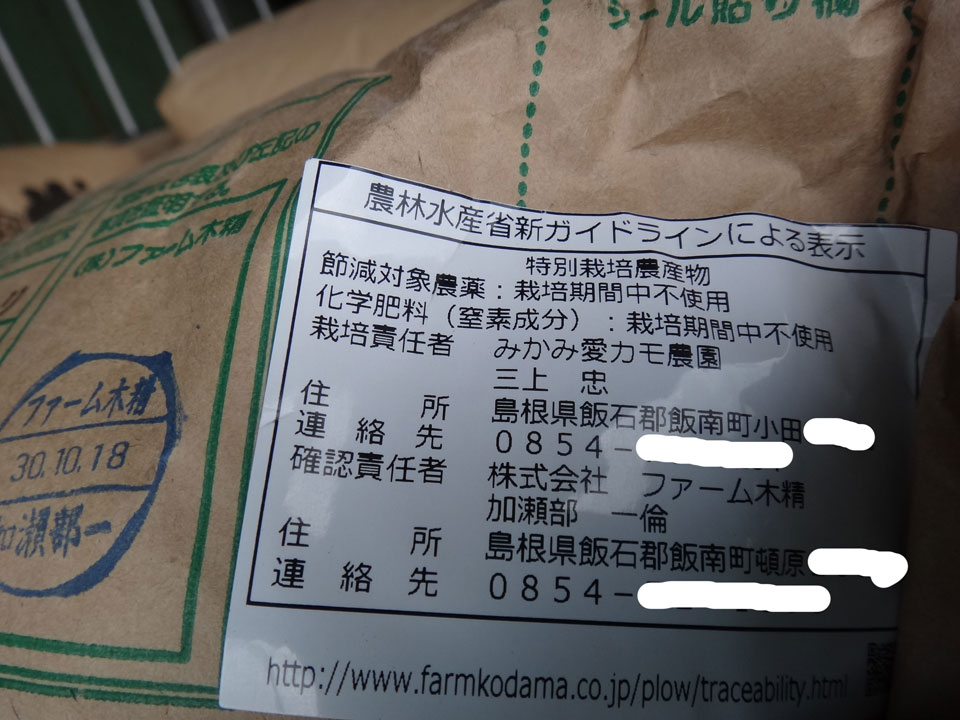 シール貼り欄
(株)ファーム木精
ファーム木精
30.10.18
加瀬部一
農林水産省新ガイドラインによる表示
特別栽培農産物
節減対象農薬：栽培期間中不使用
化学肥料（窒素成分）：栽培期間中不使用
栽培責任者 みかみ愛カモ農園
三上 忠
住所 島根県飯石郡飯南町小田
連絡先 0854－
確認責任者 株式会社 ファーム木精
加瀬部 一倫
住所 島根県飯石郡飯南町頓原
連絡先 0854－
http://www.farmkodama.co.jp/plow/traceability.html